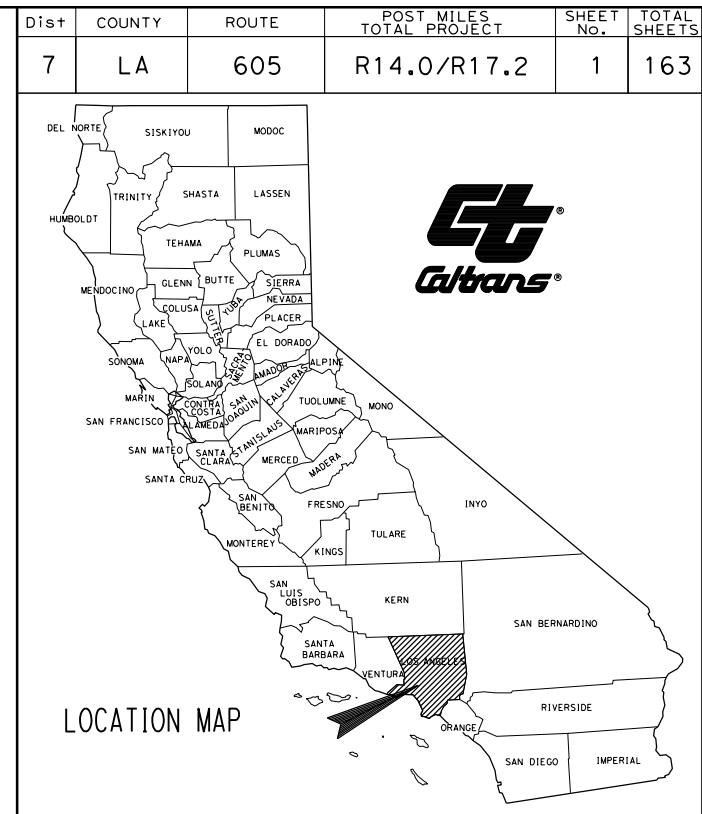 Dist COUNTY ROUTE POST MILES TOTAL PROJECT SHEET No. TOTAL SHEETS
7 LA 605 R14.0/R17.2 1 163
DEL NORTE
SISKIYOU
MODOC
TRINITY
SHASTA
LASSEN
HUMBOLDT
TEHAMA
PLUMAS
MENDOCINO
GLENN
BUTTE
SIERRA
YUBA
NEVADA
COLUSA
SUTTER
PLACER
LAKE
YOLO
EL DORADO
SONOMA
NAPA
SACRA
MENTO
ALPINE
AMADOR
SOLANO
CALAVERAS
MARIN
CONTRA
COSTA
SAN
JOAQUIN
TUOLUMNE
MONO
SAN FRANCISCO
ALAMEDA
STANISLAUS
MARIPOSA
SAN MATEO
SANTA
CLARA
MERCED
MADERA
SANTA CRUZ
SAN
BENITO
FRESNO
INYO
MONTEREY
KINGS
TULARE
SAN
LUIS
OBISPO
KERN
SAN BERNARDINO
SANTA
BARBARA
VENTURA
LOS ANGELES
ORANGE
RIVERSIDE
SAN DIEGO
IMPERIAL
ct ®
Caltrans ®
LOCATION MAP